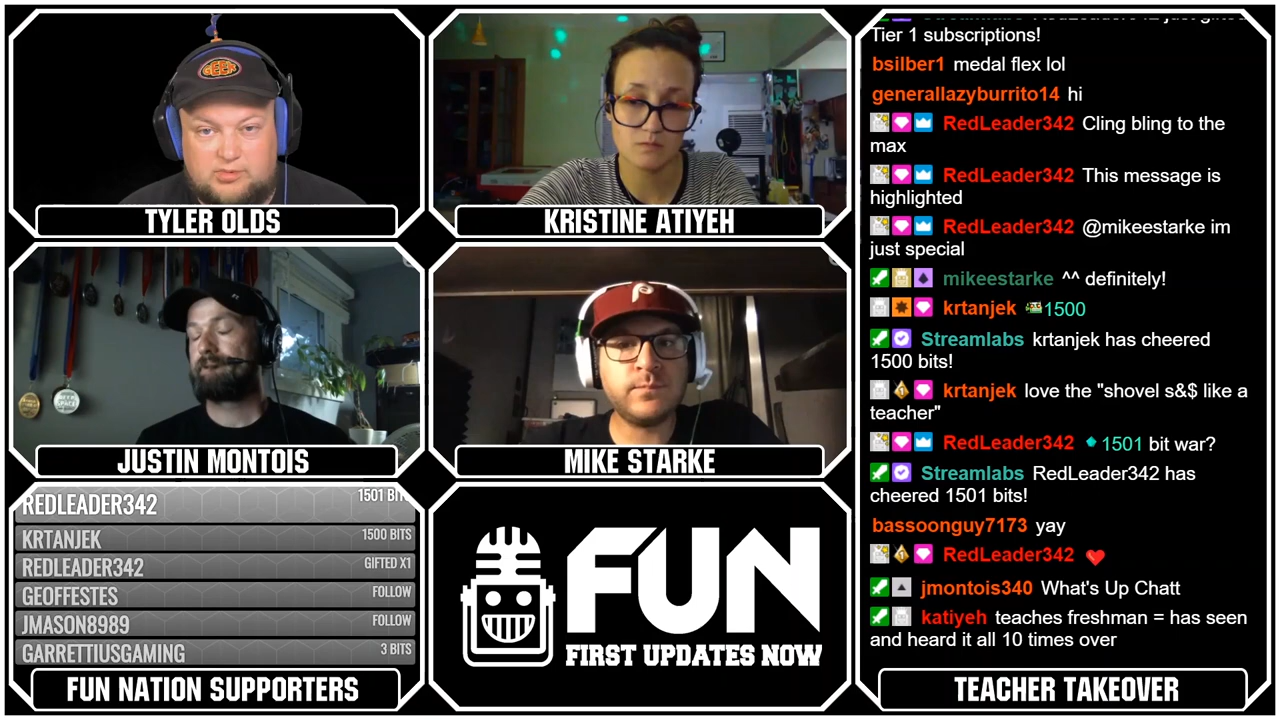 GEEK
TYLER OLDS
KRISTINE ATIYEH
JUSTIN MONTOIS
P
MIKE STARKE
REDLEADER342 1501 BITS
KRTANJEK 1500 BITS
REDLEADER342 GIFTED X1
GEOFFESTES FOLLOW
JMASON8989 FOLLOW
GARRETTIUSGAMING 3 BITS
FUN NATION SUPPORTERS
FUN
FIRST UPDATES NOW
Tier 1 subscriptions!
bsilber1 medal flex lol
generallazyburrito14 hi
RedLeader342 Cling bling to the
max
RedLeader342 This message is
highlighted
RedLeader342 @mikeestarke im
just special
mikeestarke ^^ definitely!
krtanjek 1500
Streamlabs krtanjek has cheered
1500 bits!
krtanjek love the "shovel s&$ like a
teacher"
RedLeader342 1501 bit war?
Streamlabs RedLeader342 has
cheered 1501 bits!
bassoonguy7173 yay
RedLeader342 ❤
jmontois340 What's Up Chatt
katiyeh teaches freshman = has seen
and heard it all 10 times over
TEACHER TAKEOVER